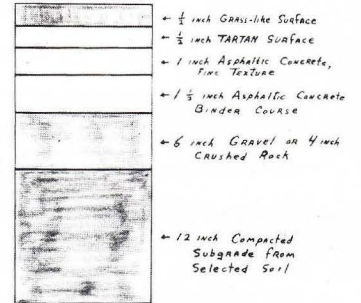 ← 1/2 inch Grass-like Surface
← 1/2 inch TARTAN Surface
← 1 inch Asphaltic Concrete,
Fine Texture
← 1 1/2 inch Asphaltic Concrete
Binder Course
← 6 inch Gravel or 4 inch
Crushed Rock
← 12 inch Compacted
Subgrade from
Selected Soil